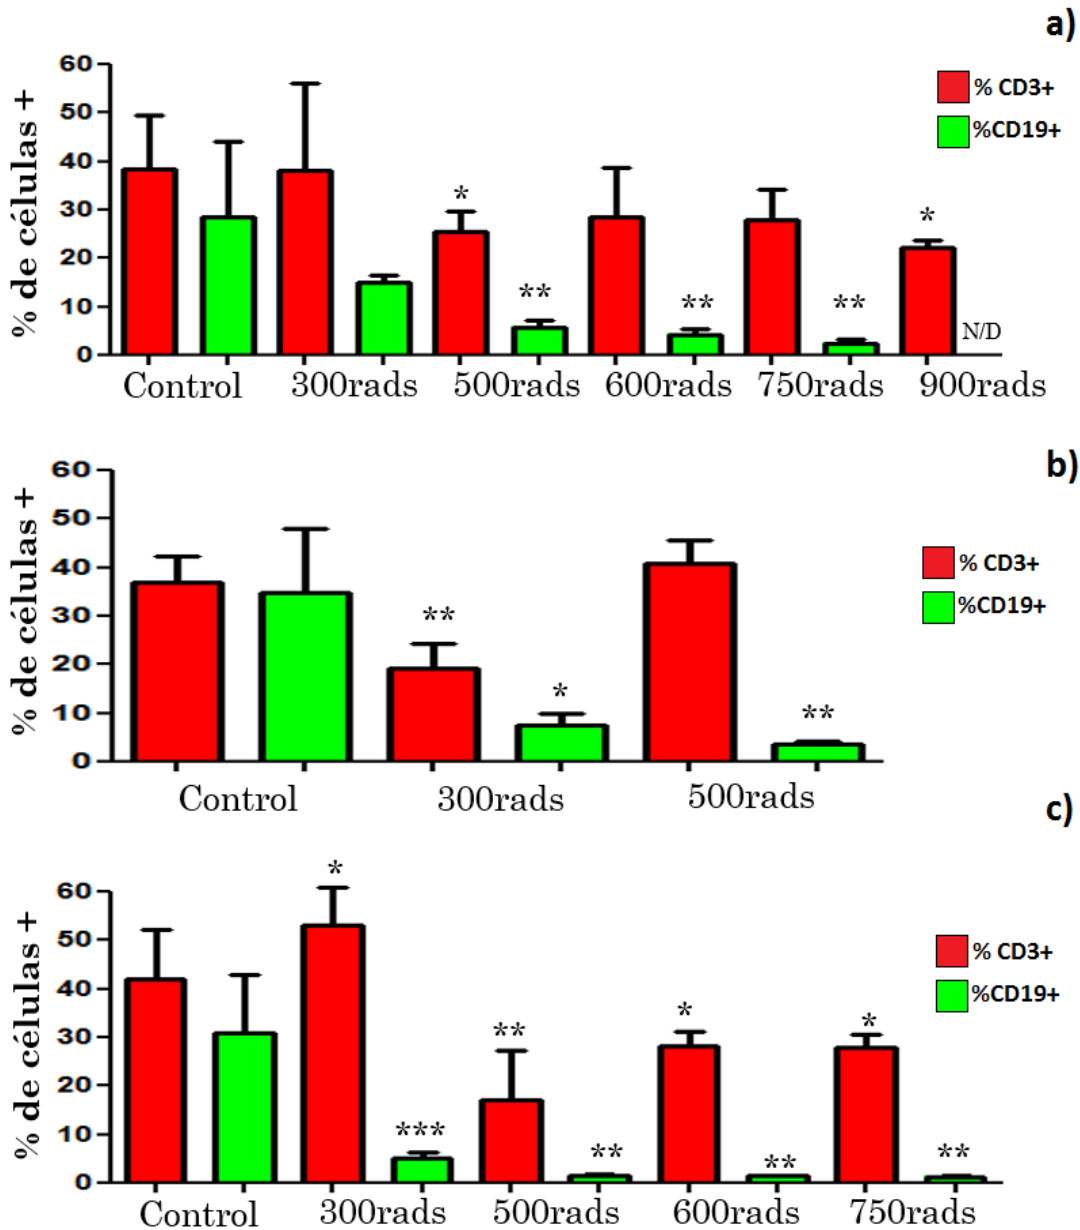 a)
60
50
40
30
20
10
0
% de células +
% CD3+
%CD19+
*
**
**
**
*
N/D
Control 300rads 500rads 600rads 750rads 900rads
b)
60
50
40
30
20
10
0
% de células +
% CD3+
%CD19+
**
*
**
Control 300rads 500rads
c)
60
50
40
30
20
10
0
% de células +
% CD3+
%CD19+
*
***
**
**
*
**
*
**
Control 300rads 500rads 600rads 750rads